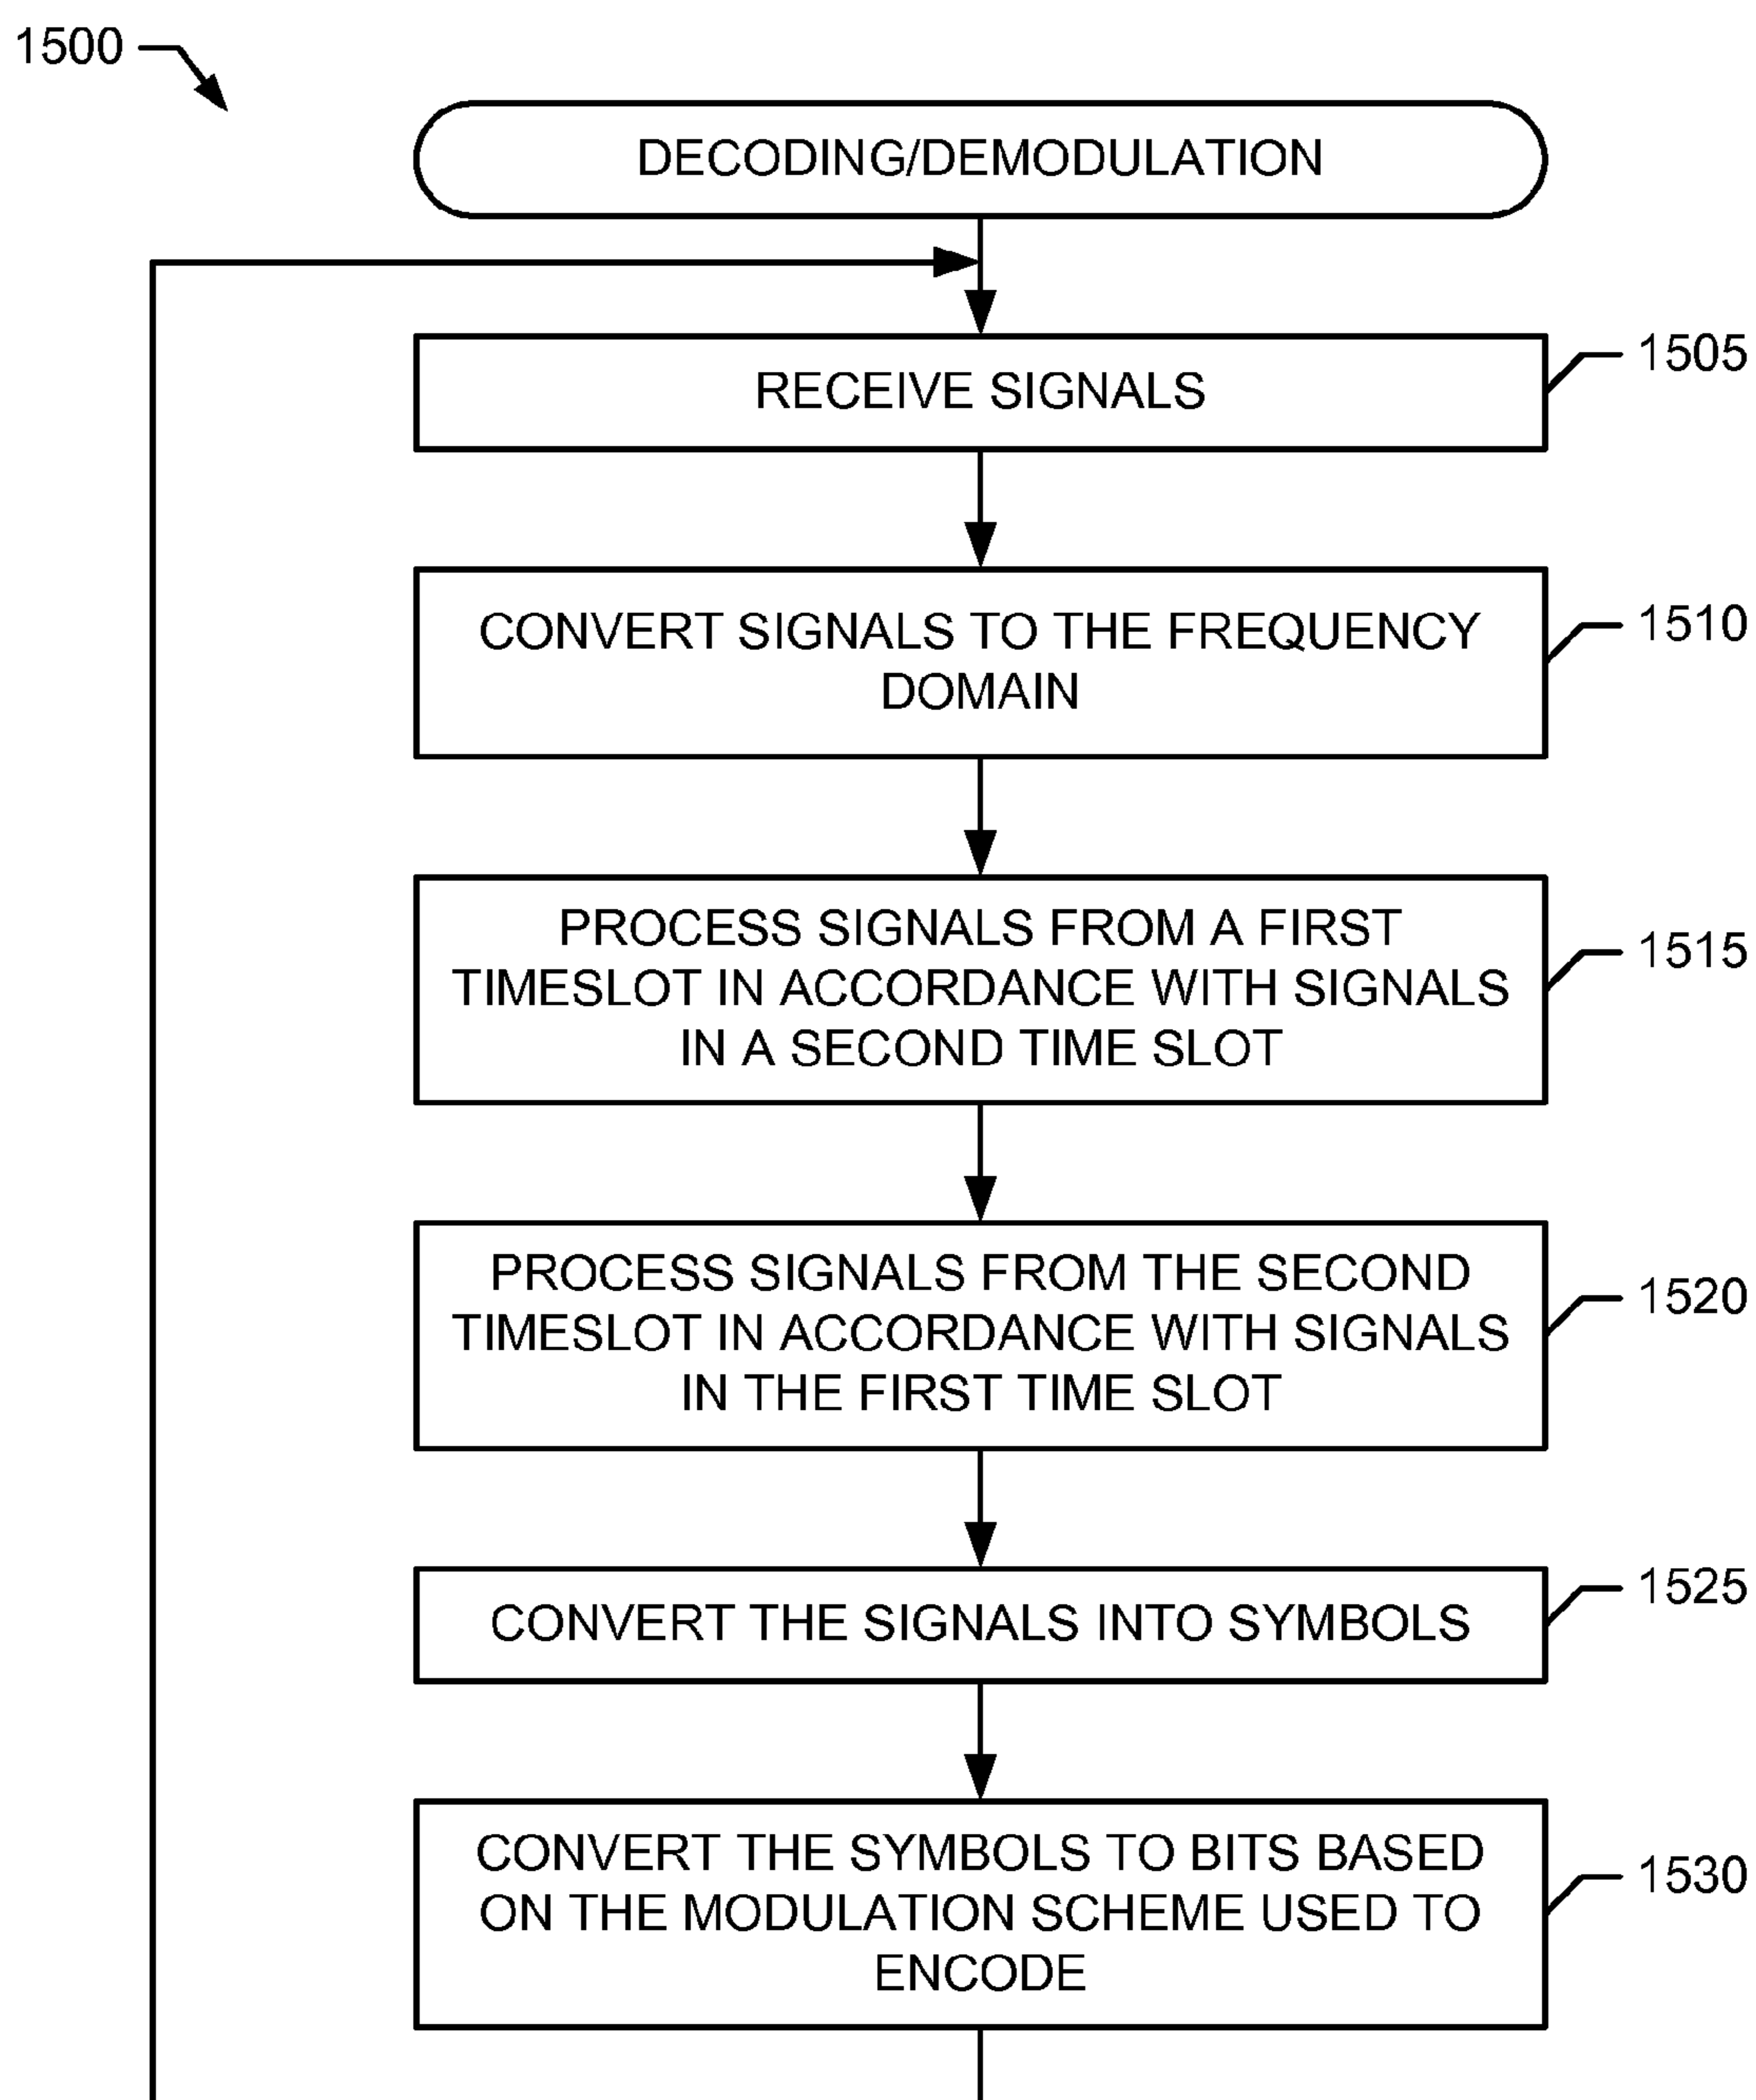 1500
DECODING/DEMODULATION
RECEIVE SIGNALS
1505
CONVERT SIGNALS TO THE FREQUENCY
DOMAIN
1510
PROCESS SIGNALS FROM A FIRST
TIMESLOT IN ACCORDANCE WITH SIGNALS
IN A SECOND TIME SLOT
1515
PROCESS SIGNALS FROM THE SECOND
TIMESLOT IN ACCORDANCE WITH SIGNALS
IN THE FIRST TIME SLOT
1520
CONVERT THE SIGNALS INTO SYMBOLS
1525
CONVERT THE SYMBOLS TO BITS BASED
ON THE MODULATION SCHEME USED TO
ENCODE
1530